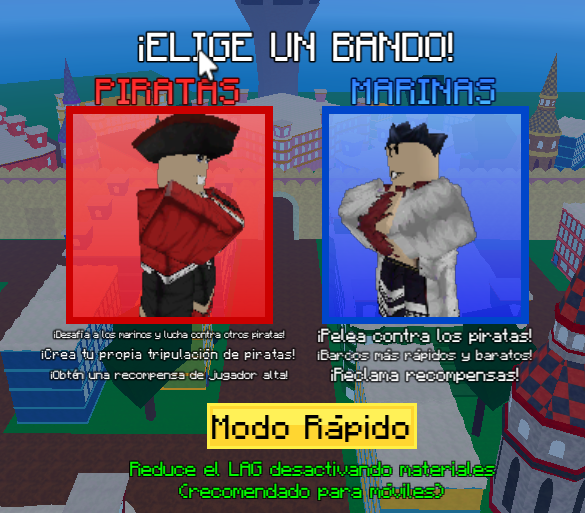 ¡ELIGE UN BANDO!
PIRATAS
MARINAS
¡Desafía a los marinos y lucha contra otros piratas!
¡Crea tu propia tripulación de piratas!
¡Obtén una recompensa de jugador alta!
¡Pelea contra los piratas!
¡Barcos más rápidos y baratos!
¡Reclama recompensas!
Modo Rápido
Reduce el LAG desactivando materiales
(recomendado para móviles)